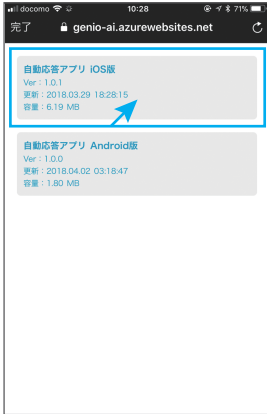 docomo 10:28 71%
完了 genio-ai.azurewebsites.net
自動応答アプリ iOS版
Ver：1.0.1
更新：2018.03.29 18:28:15
容量：6.19 MB
自動応答アプリ Android版
Ver：1.0.0
更新：2018.04.02 03:18:47
容量：1.80 MB